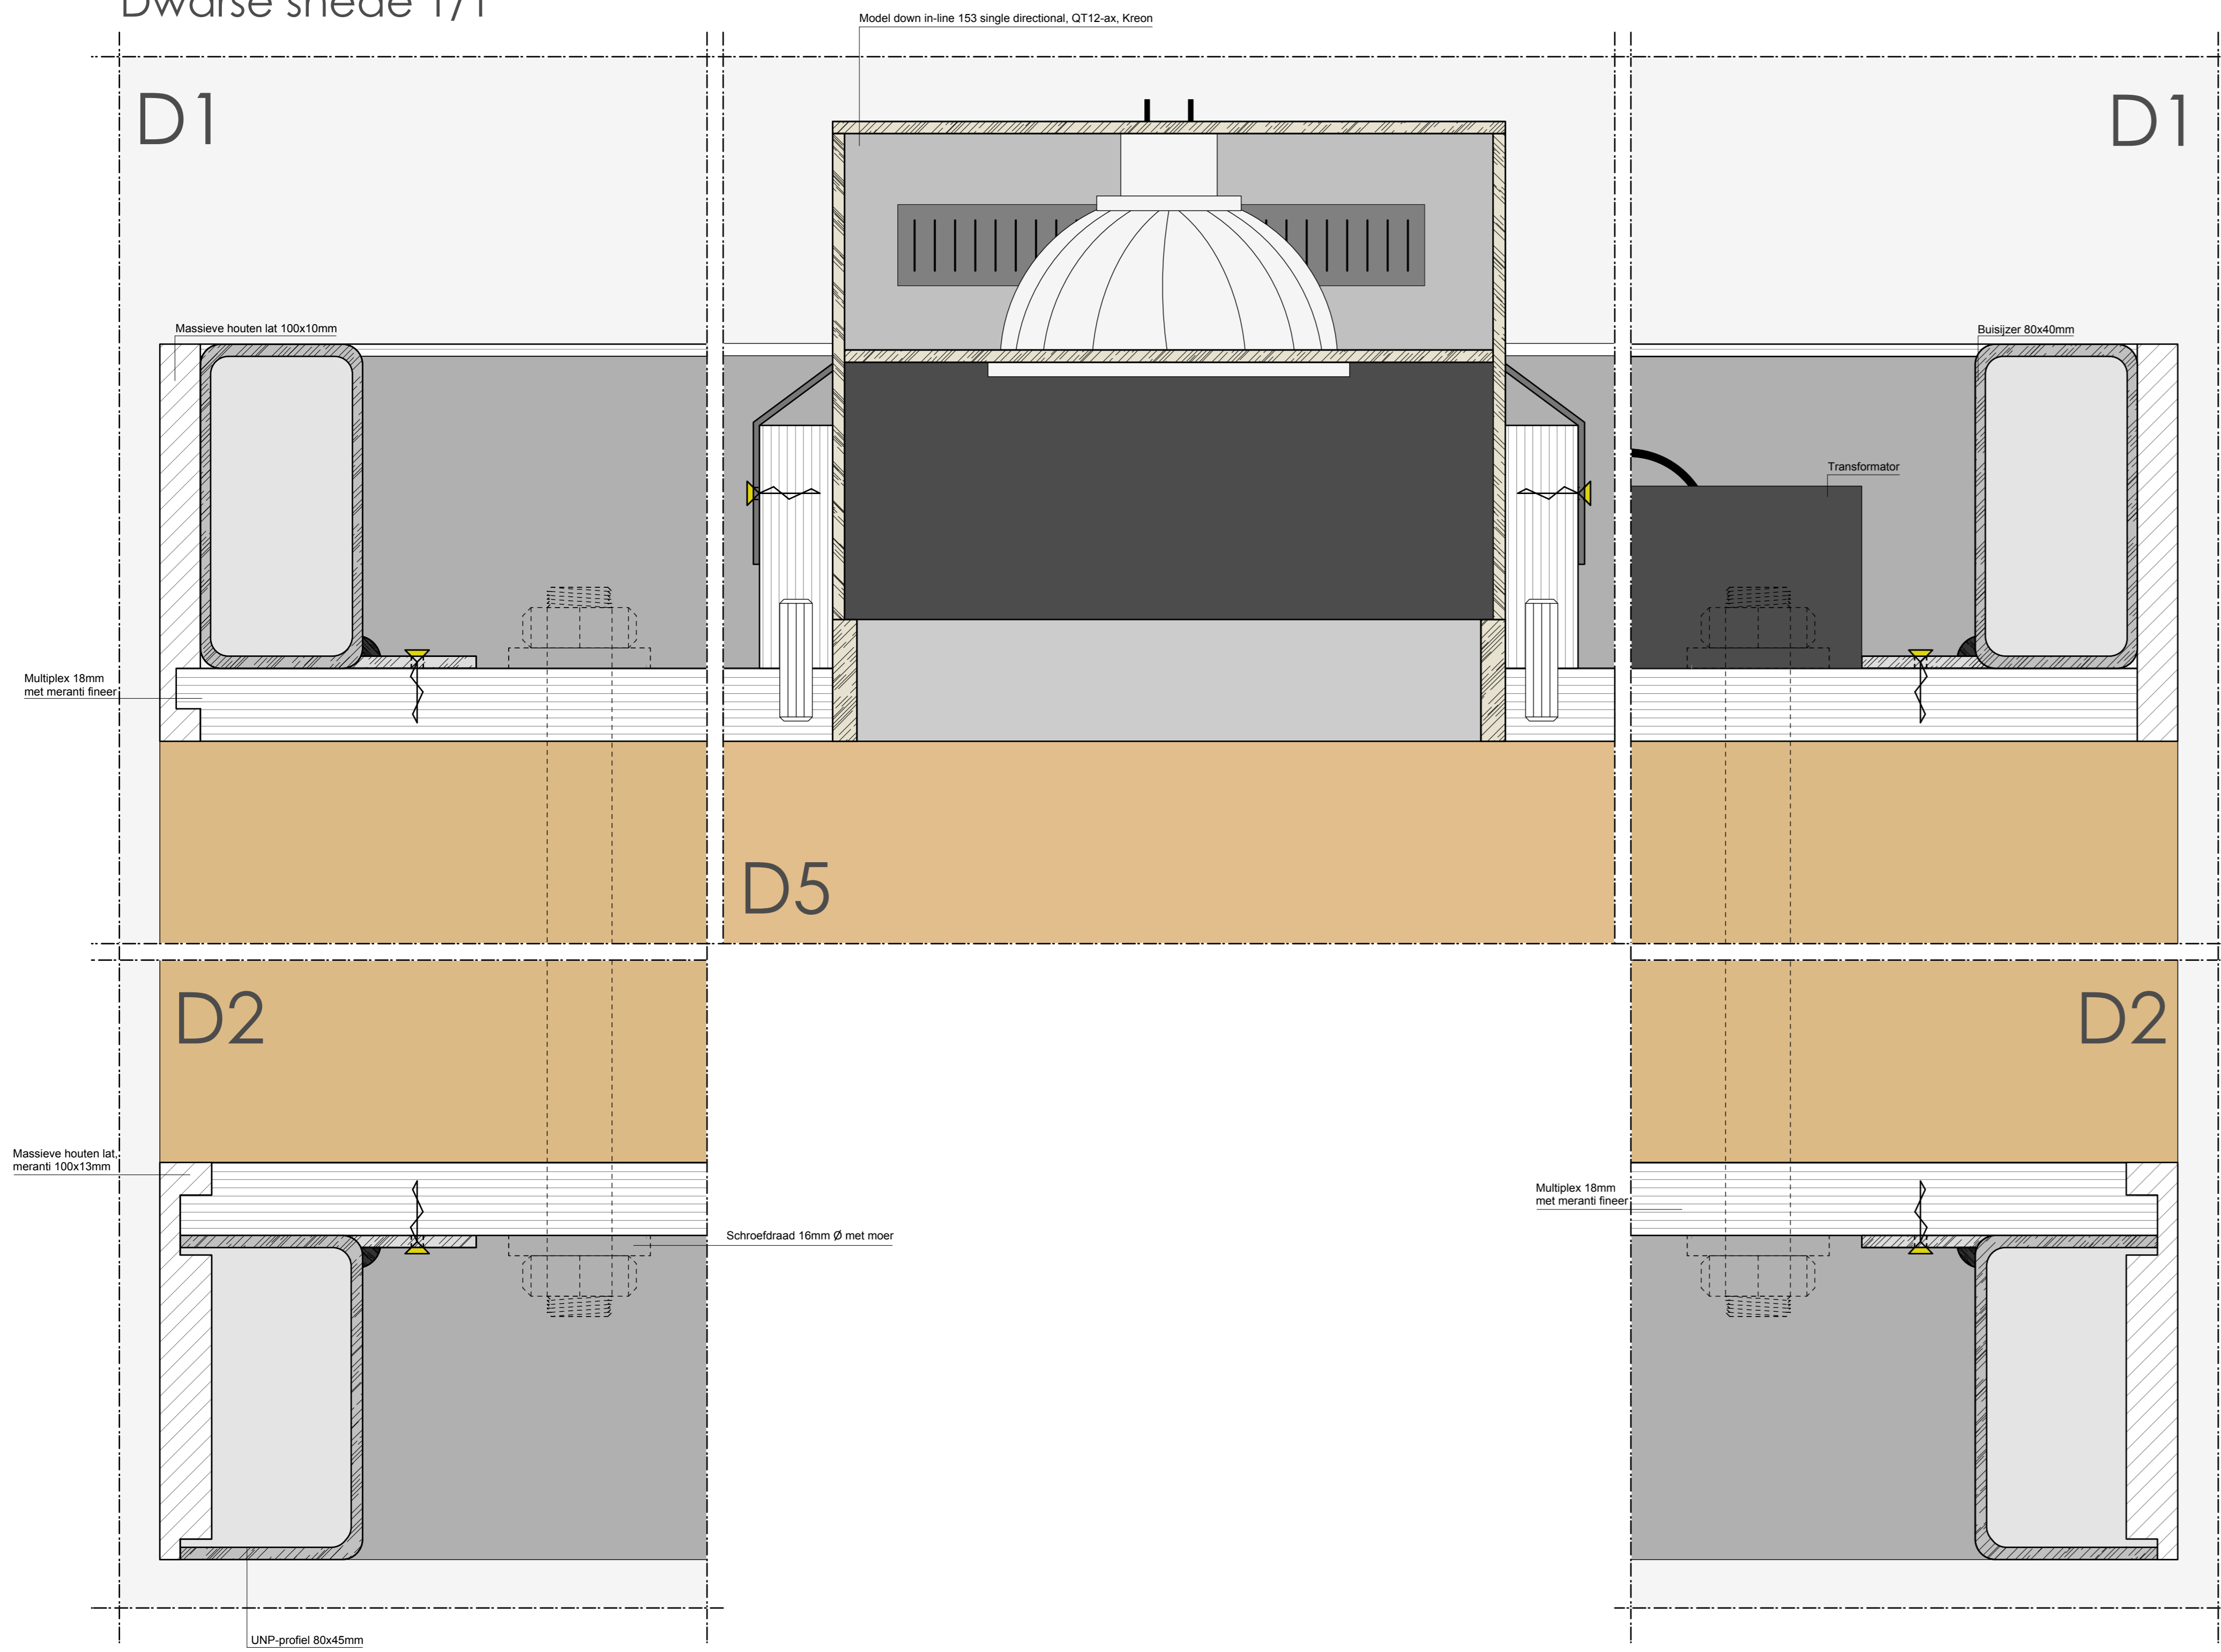 Dwarse snede 1/1
Model down in-line 153 single directional, QT12-ax, Kreon
D1
D1
Massieve houten lat 100x10mm
Buisijzer 80x40mm
Transformator
Multiplex 18mm
met meranti fineer
D5
D2
D2
Massieve houten lat,
meranti 100x13mm
Multiplex 18mm
met meranti fineer
Schroefdraad 16mm Ø met moer
UNP-profiel 80x45mm